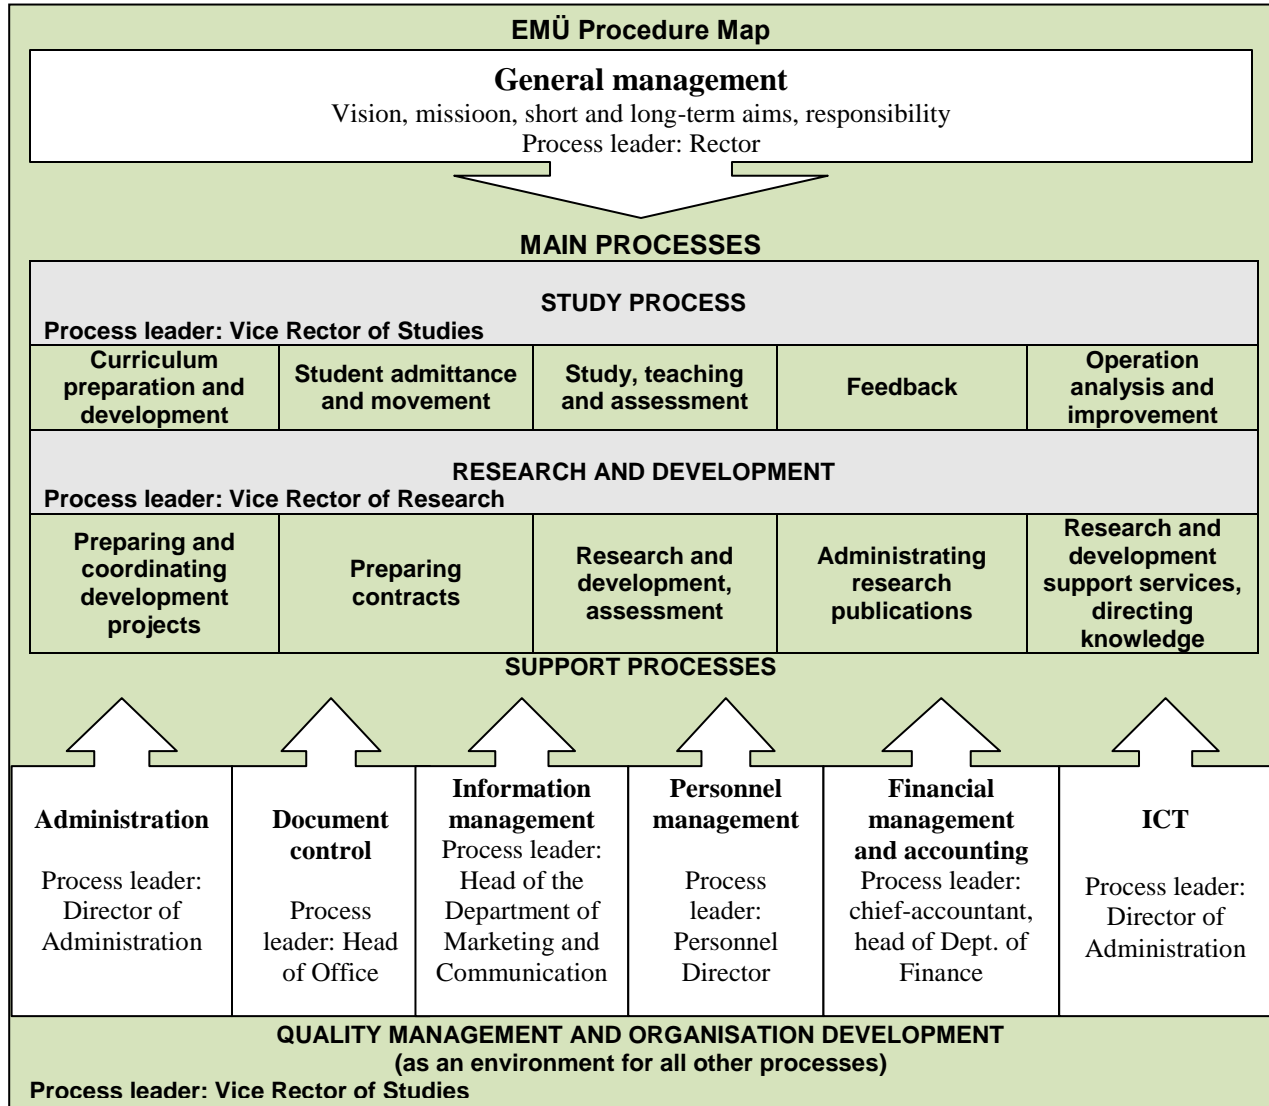 EMÜ Procedure Map
General management
Vision, missioon, short and long-term aims, responsibility
Process leader: Rector
MAIN PROCESSES
STUDY PROCESS
Process leader: Vice Rector of Studies
Curriculum
preparation and
development
Student admittance
and movement
Study, teaching
and assessment
Feedback
Operation
analysis and
improvement
RESEARCH AND DEVELOPMENT
Process leader: Vice Rector of Research
Preparing and
coordinating
development
projects
Preparing
contracts
Research and
development,
assessment
Administrating
research
publications
Research and
development
support services,
directing
knowledge
SUPPORT PROCESSES
Administration
Process leader:
Director of
Administration
Document
control
Process
leader: Head
of Office
Information
management
Process leader:
Head of the
Department of
Marketing and
Communication
Personnel
management
Process
leader:
Personnel
Director
Financial
management
and accounting
Process leader:
chief-accountant,
head of Dept. of
Finance
ICT
Process leader:
Director of
Administration
QUALITY MANAGEMENT AND ORGANISATION DEVELOPMENT
(as an environment for all other processes)
Process leader: Vice Rector of Studies